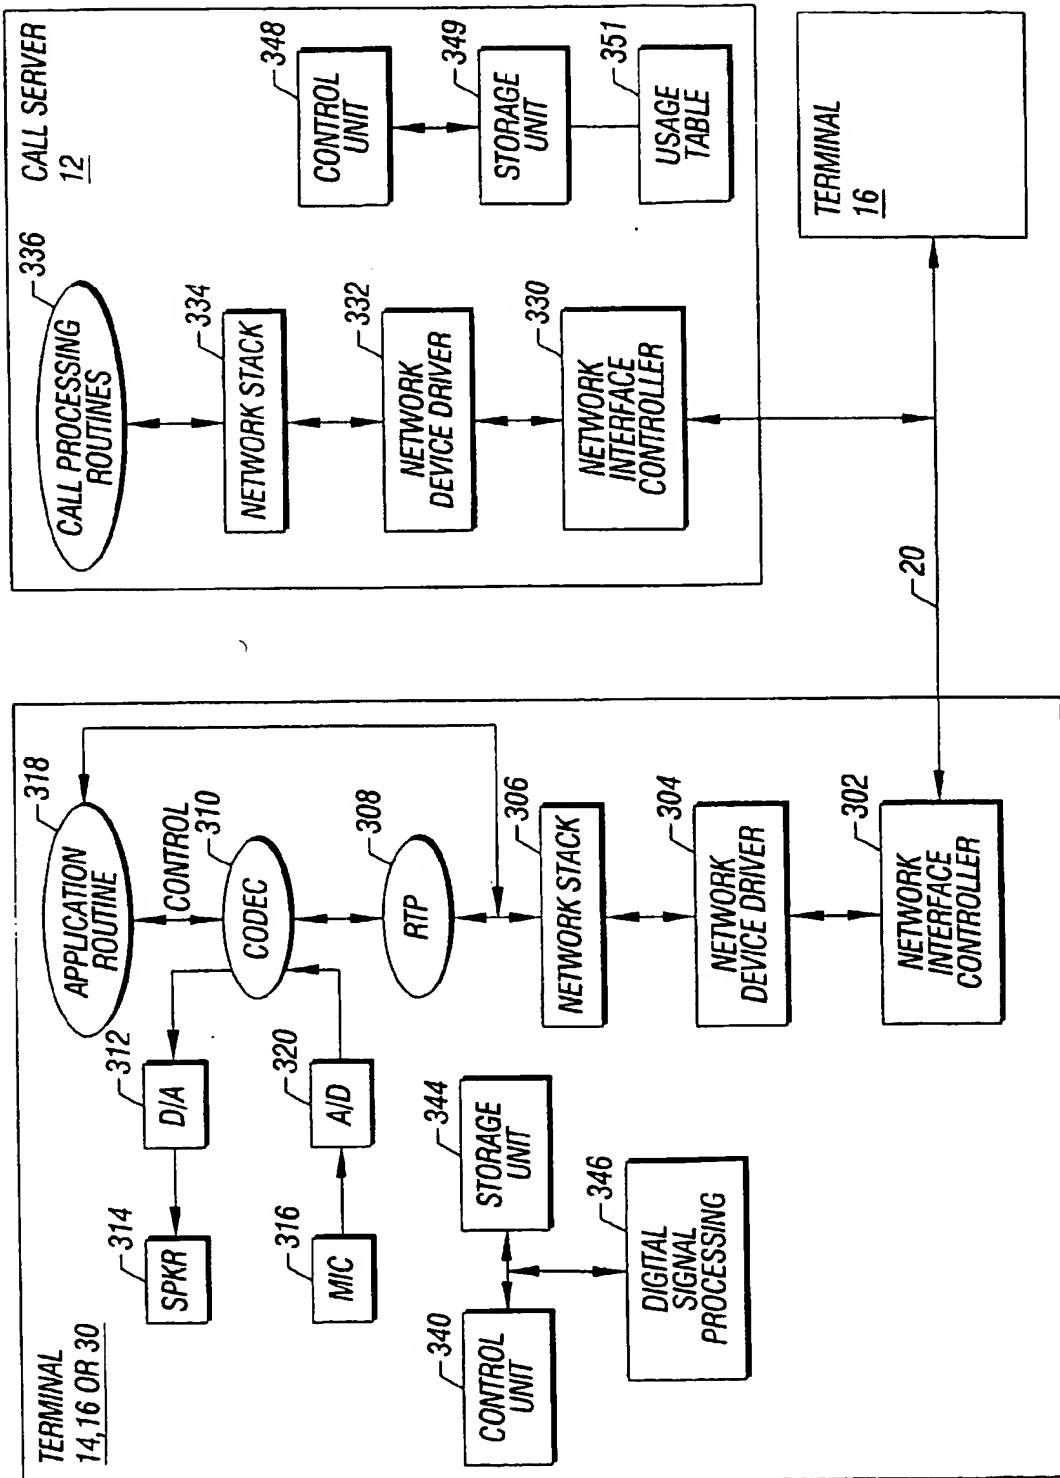 TERMINAL
14,16 OR 30
318
APPLICATION
ROUTINE
CONTROL
310
CODEC
312
D/A
314
SPKR
320
A/D
316
MIC
308
RTP
306
NETWORK STACK
304
NETWORK
DEVICE DRIVER
302
NETWORK
INTERFACE
CONTROLLER
344
STORAGE
UNIT
340
CONTROL
UNIT
346
DIGITAL
SIGNAL
PROCESSING
20
CALL SERVER
12
336
CALL PROCESSING
ROUTINES
334
NETWORK STACK
332
NETWORK
DEVICE DRIVER
330
NETWORK
INTERFACE
CONTROLLER
348
CONTROL
UNIT
349
STORAGE
UNIT
351
USAGE
TABLE
TERMINAL
16